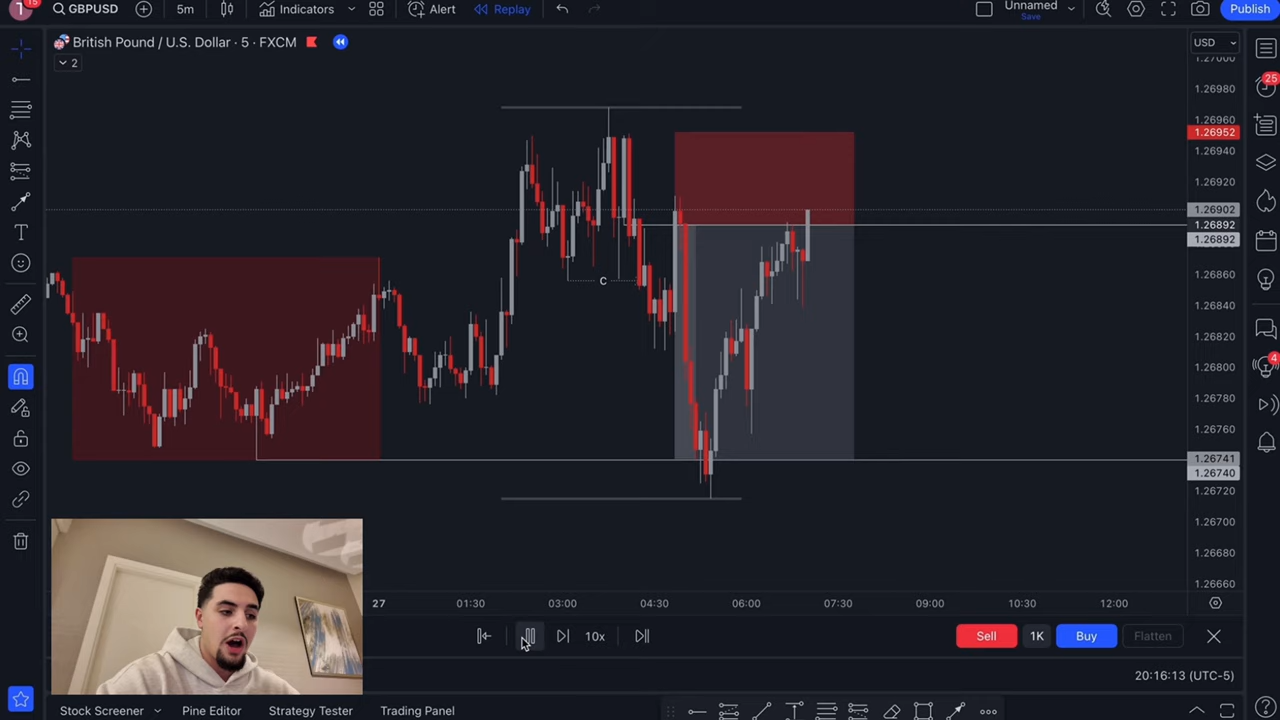 15
GBPUSD
5m
Indicators
Alert
Replay
Unnamed
Save
Publish
British Pound / U.S. Dollar · 5 · FXCM
2
USD
1.27000
1.26980
1.26960
1.26952
1.26940
1.26920
1.26902
1.26892
1.26892
1.26860
1.26840
1.26820
1.26800
1.26780
1.26760
1.26741
1.26740
1.26720
1.26700
1.26680
1.26660
C
25
4
27
01:30
03:00
04:30
06:00
07:30
09:00
10:30
12:00
10x
Sell
1K
Buy
Flatten
20:16:13 (UTC-5)
Stock Screener
Pine Editor
Strategy Tester
Trading Panel